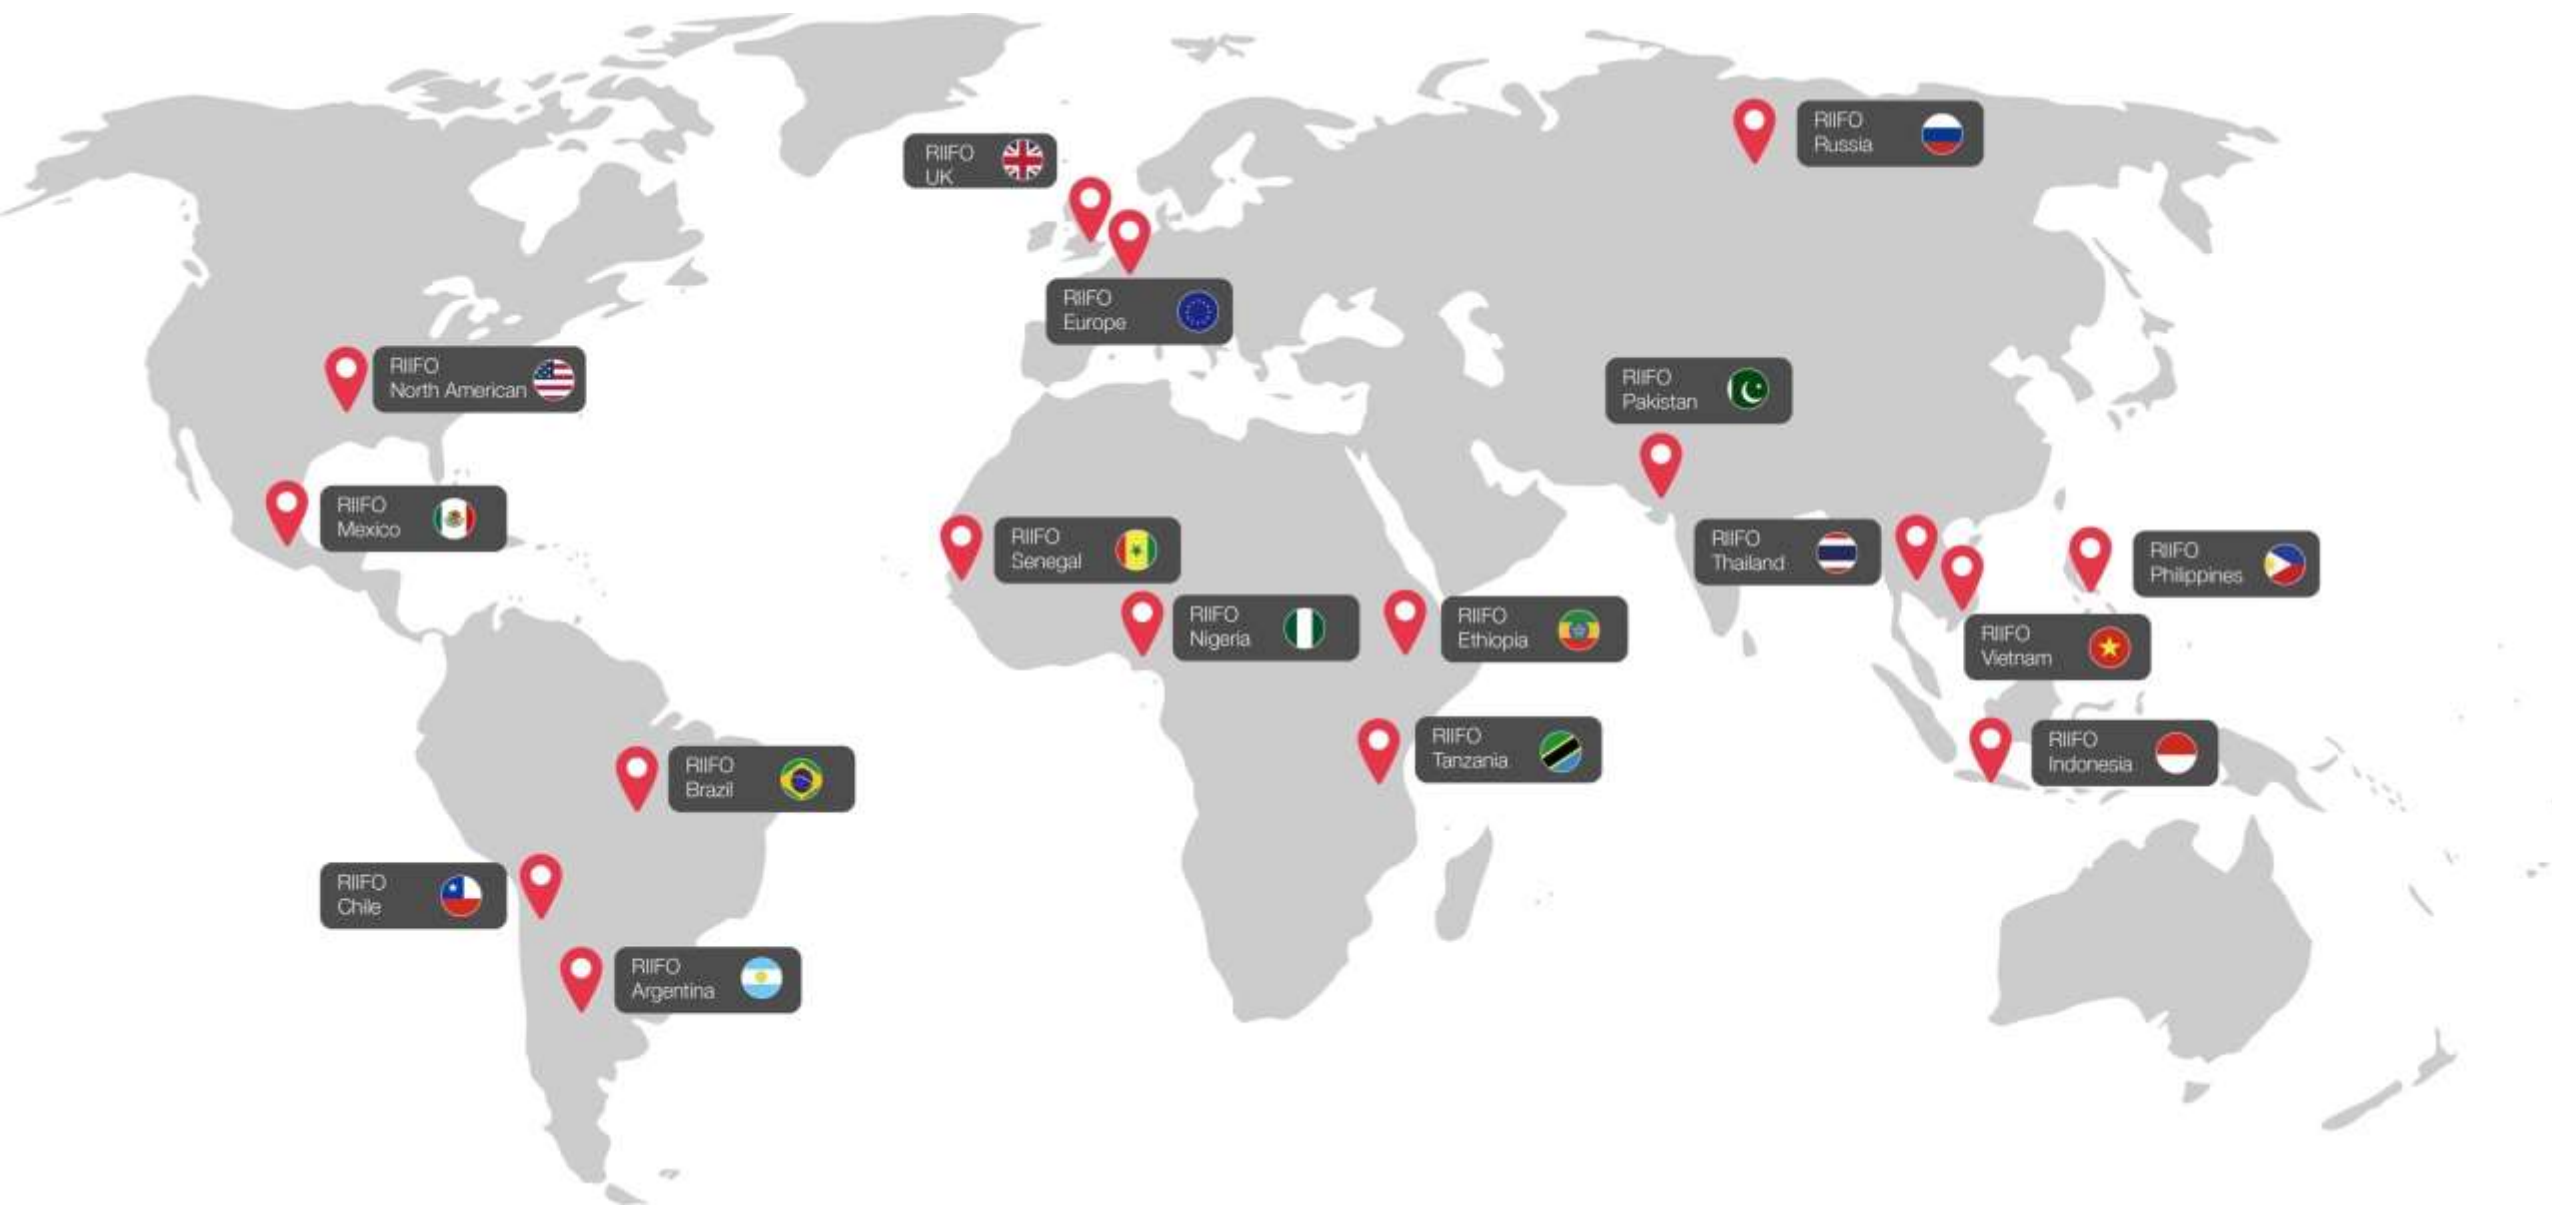 RIIFO
Russia
RIIFO
UK
RIIFO
Europe
RIIFO
North American
RIIFO
Pakistan
RIIFO
Mexico
RIIFO
Senegal
RIIFO
Thailand
RIIFO
Philippines
RIIFO
Nigeria
RIIFO
Ethiopia
RIIFO
Vietnam
RIIFO
Tanzania
RIIFO
Indonesia
RIIFO
Brazil
RIIFO
Chile
RIIFO
Argentina